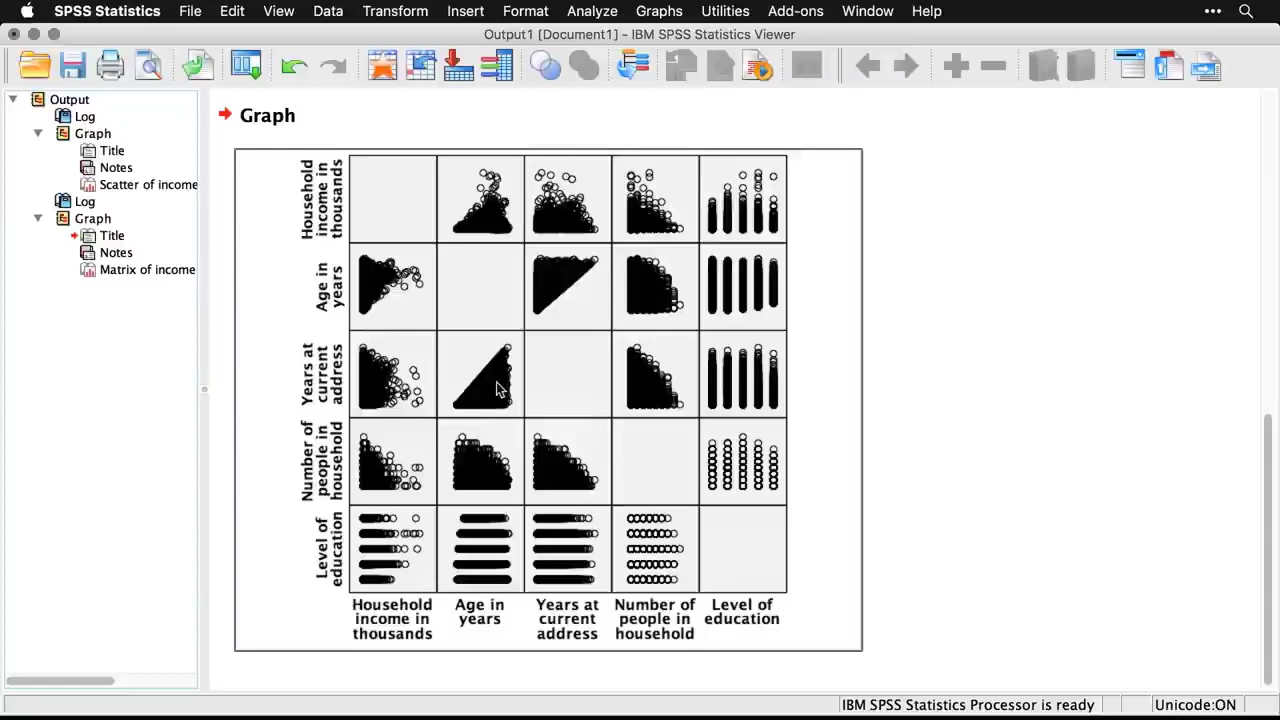 SPSS Statistics File Edit View Data Transform Insert Format Analyze Graphs Utilities Add-ons Window Help
Output1 [Document1] - IBM SPSS Statistics Viewer
Output
Log
Graph
Title
Notes
Scatter of income
Log
Graph
Title
Notes
Matrix of income
Graph
Household
income in
thousands
Age in
years
Years at
current
address
Number of
people in
household
Level of
education
Household
income in
thousands
Age in
years
Years at
current
address
Number of
people in
household
Level of
education
IBM SPSS Statistics Processor is ready
Unicode:ON